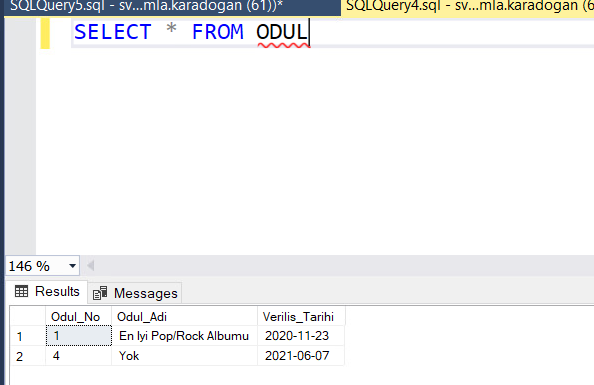 SQLQuery5.sql - sv...mla.karadogan (61))*
SQLQuery4.sql - sv...mla.karadogan (6
SELECT * FROM ODUL
146 %
Results Messages
Odul_No Odul_Adi Verilis_Tarihi
1 1 En Iyi Pop/Rock Albumu 2020-11-23
2 4 Yok 2021-06-07